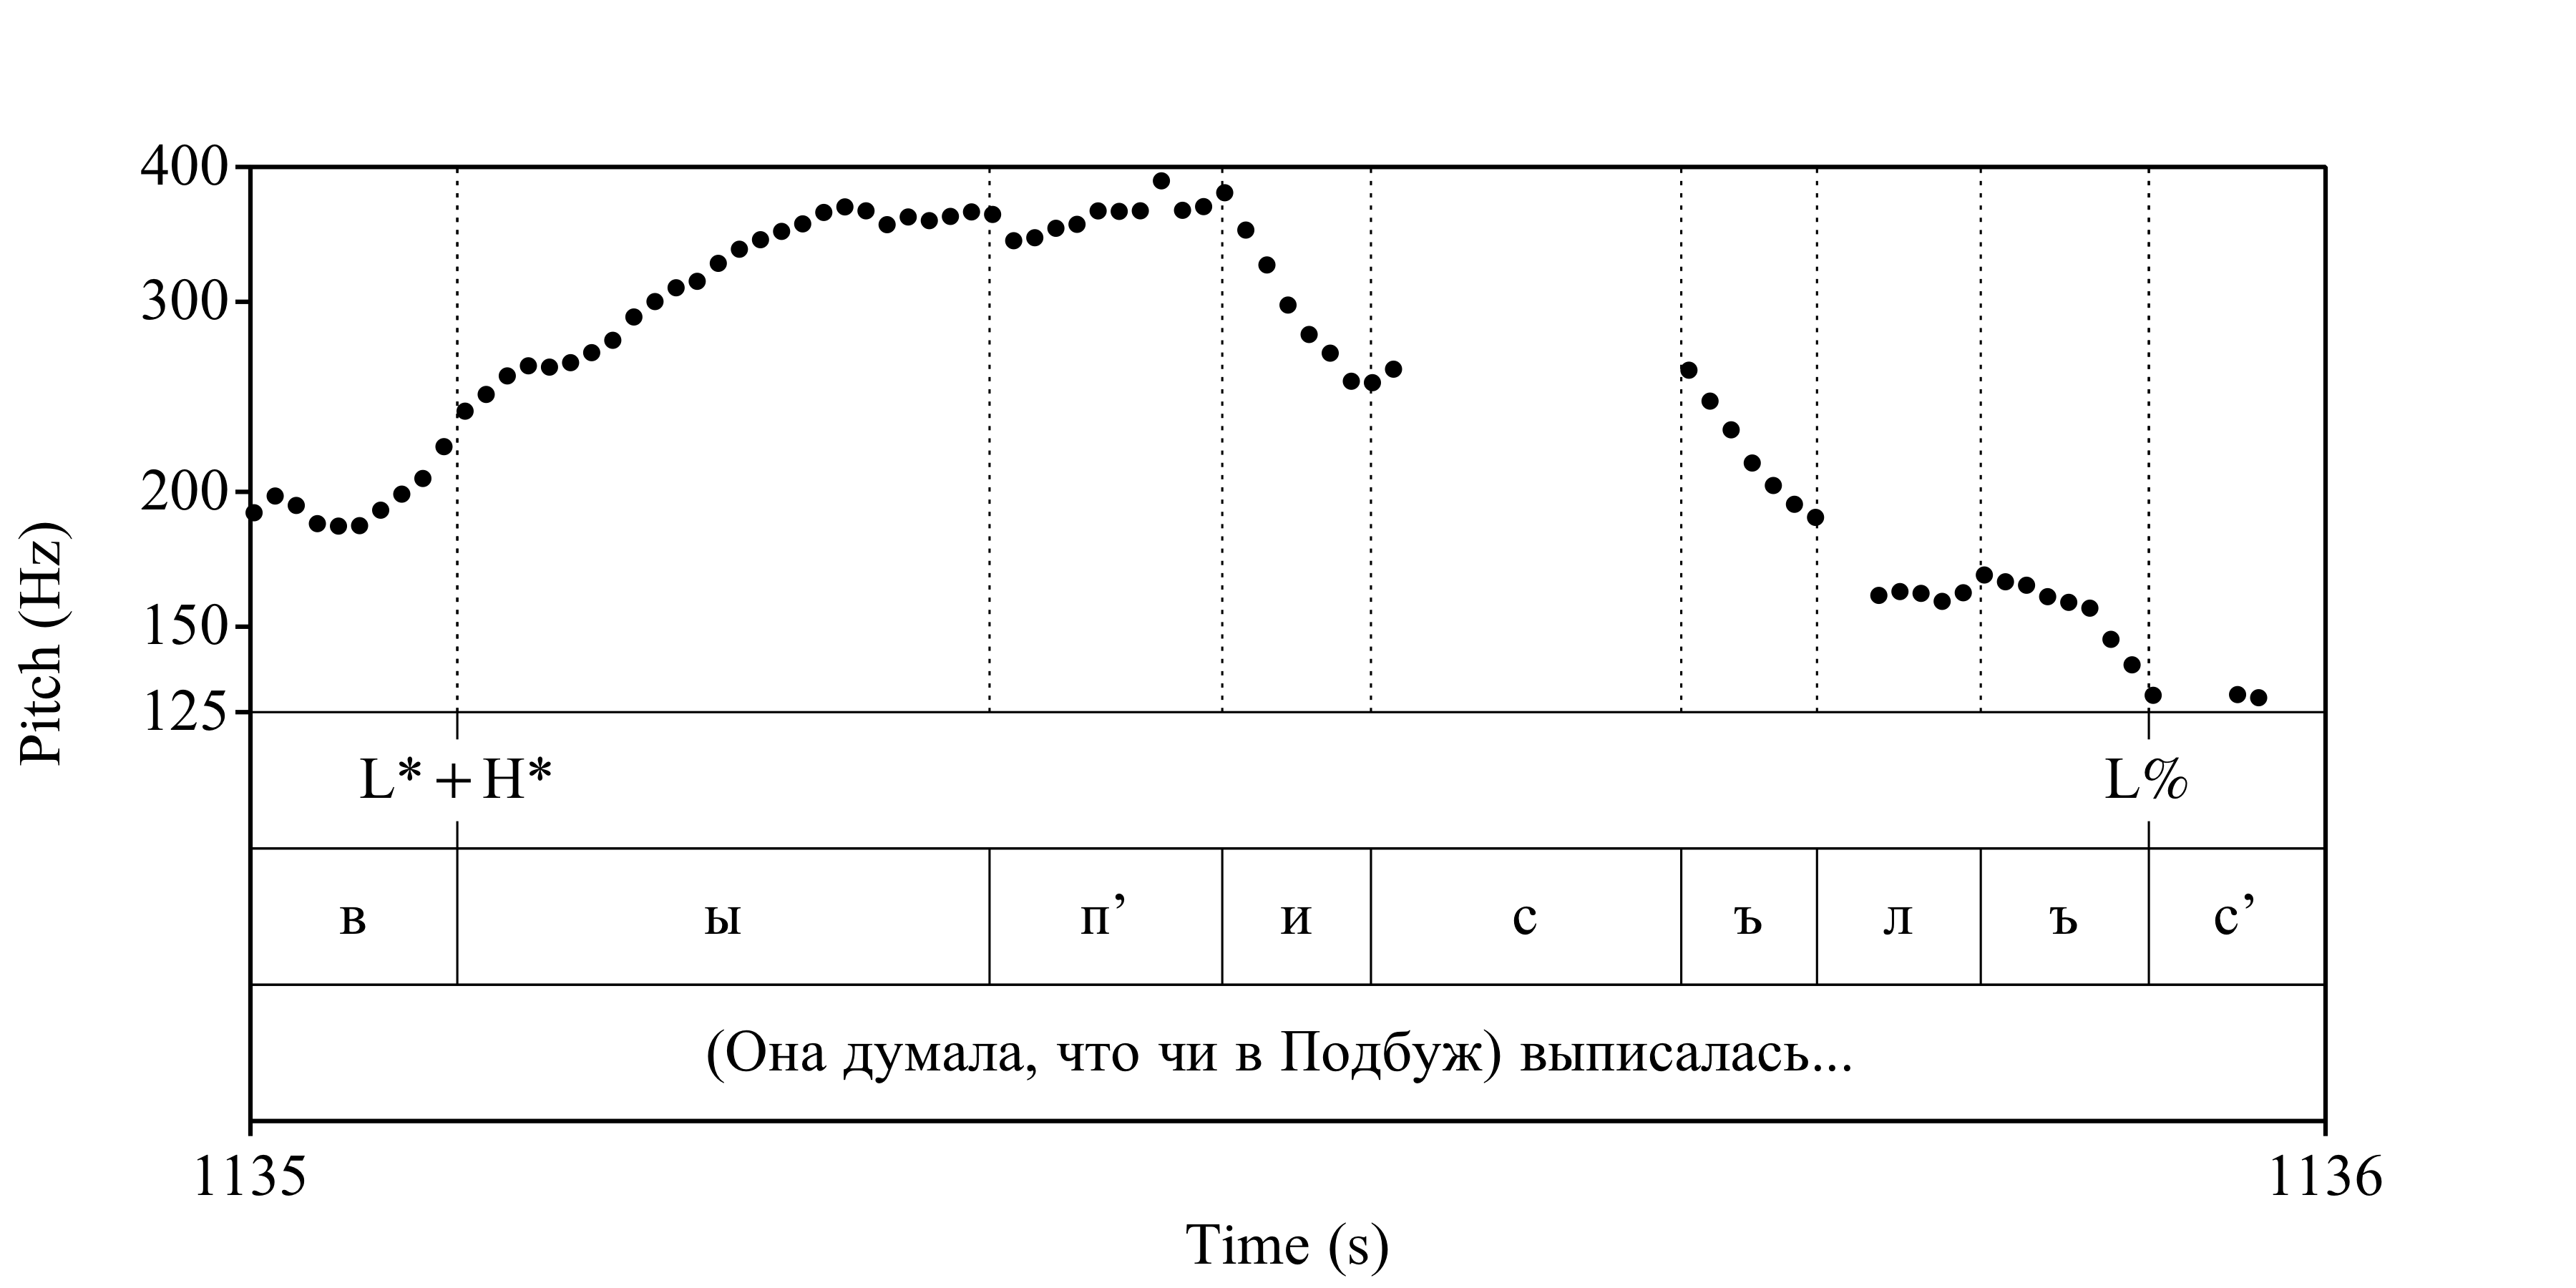 400
300
200
150
125
Pitch (Hz)
L* + H* L%
в ы п’ и с ъ л ъ с’
(Она думала, что чи в Подбуж) выписалась...
1135 1136
Time (s)